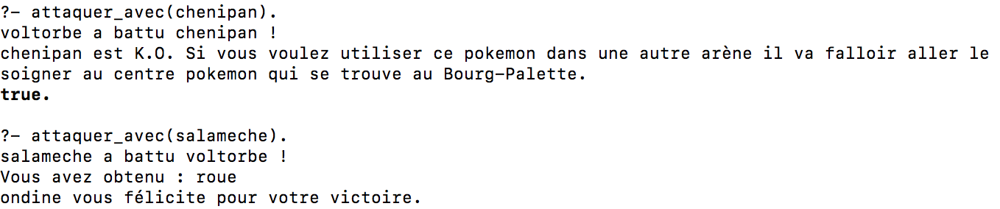 ?- attaquer_avec(chenipan).
voltorbe a battu chenipan !
chenipan est K.O. Si vous voulez utiliser ce pokemon dans une autre arène il va falloir aller le
soigner au centre pokemon qui se trouve au Bourg-Palette.
true.
?- attaquer_avec(salameche).
salameche a battu voltorbe !
Vous avez obtenu : roue
ondine vous félicite pour votre victoire.